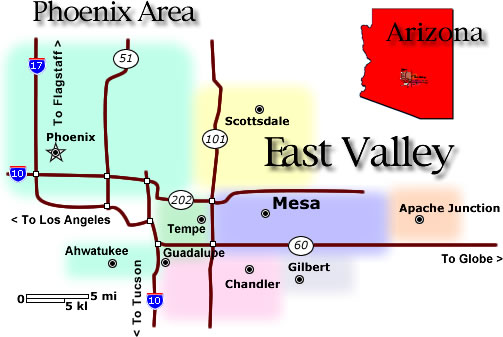 Phoenix Area
Arizona
17
To Flagstaff >
51
Scottsdale
Phoenix
101
East Valley
10
202
Mesa
< To Los Angeles
Tempe
Apache Junction
60
Ahwatukee
Guadalupe
To Globe >
Gilbert
Chandler
< To Tucson
10
0 5 mi
5 kl